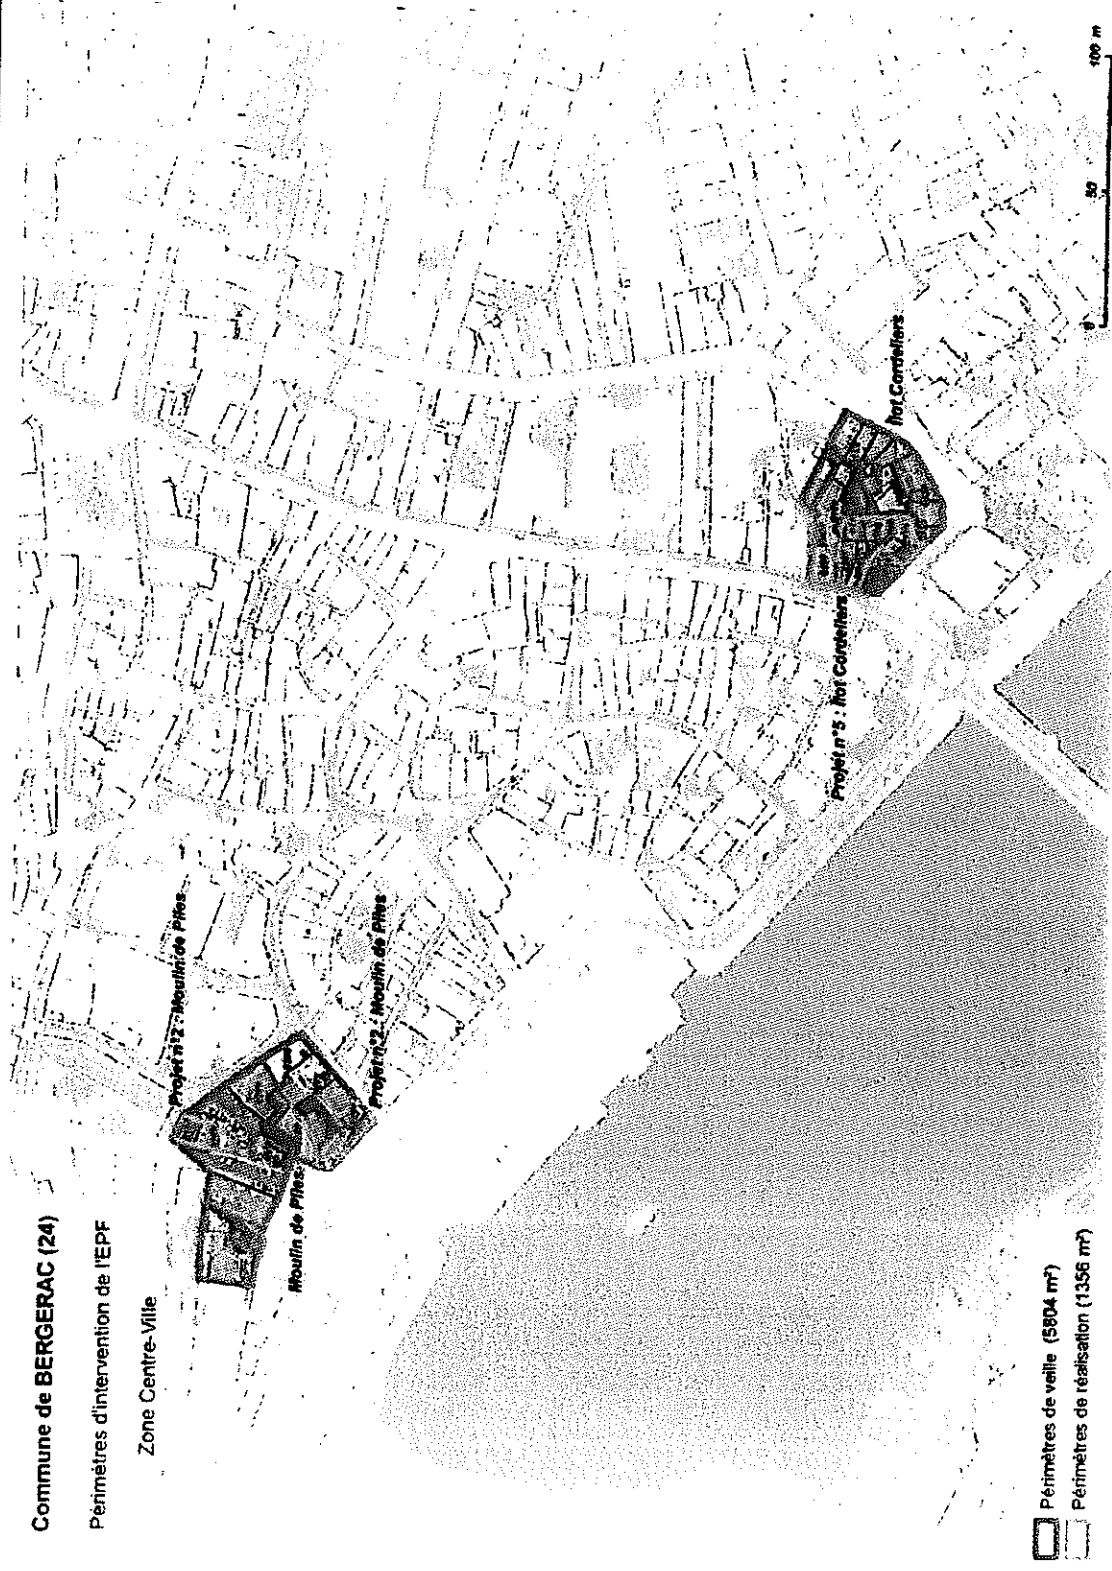 Commune de BERGERAC (24)
Périmètres d'intervention de l'EPF
Zone Centre-Ville
Projet n°2 : Moulin de Piles
Projet n°2 : Moulin de Piles
Moulin de Piles
Projet n°5 : Ilot Cordeliers
Ilot Cordeliers
Périmètres de veille (5804 m²)
Périmètres de réalisation (1356 m²)
0 50 100 m